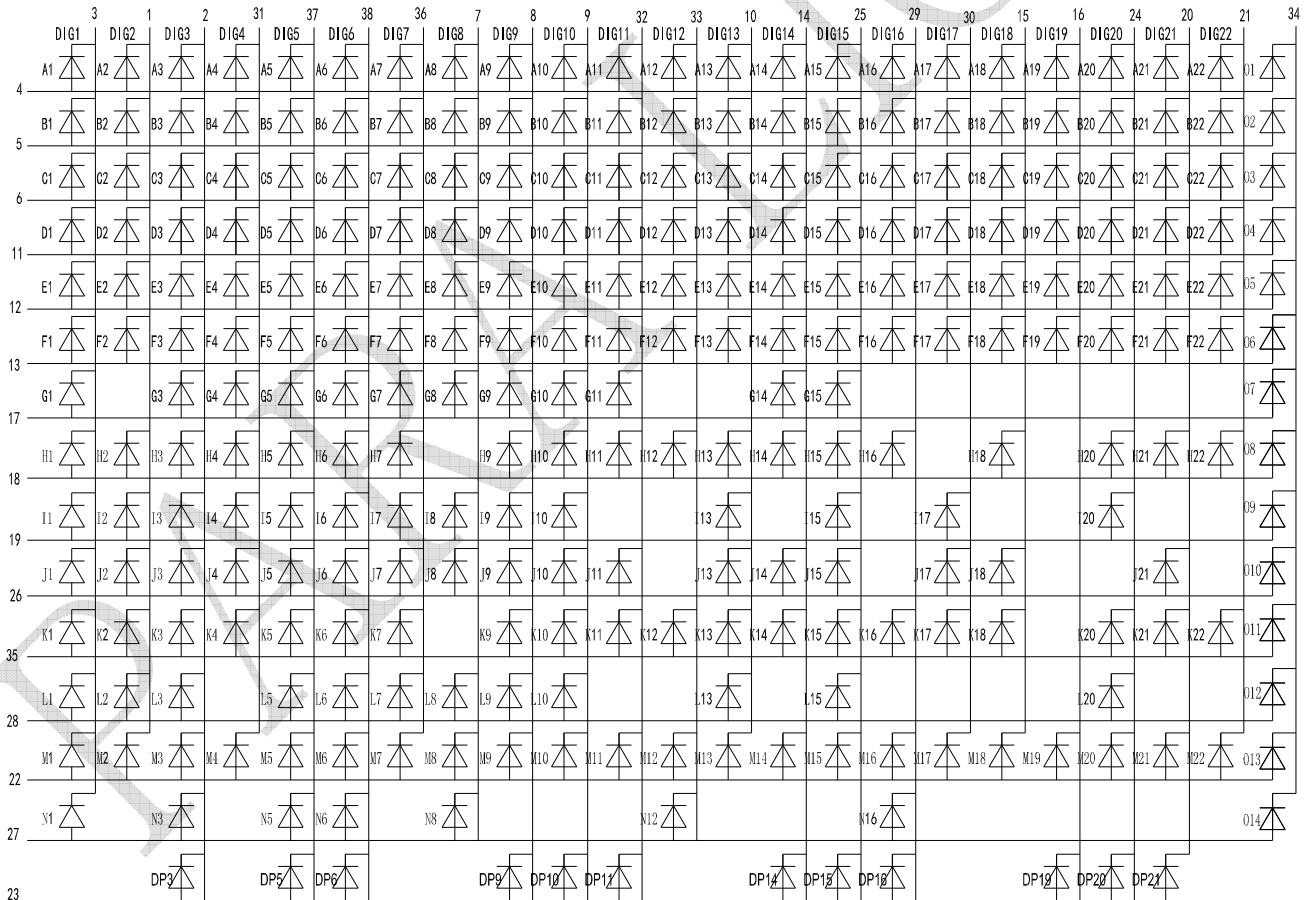 3 1 2 31 37 38 36 7 8 9 32 33 10 14 25 29 30 15 16 24 20 21 34
DIG1 DIG2 DIG3 DIG4 DIG5 DIG6 DIG7 DIG8 DIG9 DIG10 DIG11 DIG12 DIG13 DIG14 DIG15 DIG16 DIG17 DIG18 DIG19 DIG20 DIG21 DIG22
A1 A2 A3 A4 A5 A6 A7 A8 A9 A10 A11 A12 A13 A14 A15 A16 A17 A18 A19 A20 A21 A22 O1
4
B1 B2 B3 B4 B5 B6 B7 B8 B9 B10 B11 B12 B13 B14 B15 B16 B17 B18 B19 B20 B21 B22 O2
5
C1 C2 C3 C4 C5 C6 C7 C8 C9 C10 C11 C12 C13 C14 C15 C16 C17 C18 C19 C20 C21 C22 O3
6
D1 D2 D3 D4 D5 D6 D7 D8 D9 D10 D11 D12 D13 D14 D15 D16 D17 D18 D19 D20 D21 D22 O4
11
E1 E2 E3 E4 E5 E6 E7 E8 E9 E10 E11 E12 E13 E14 E15 E16 E17 E18 E19 E20 E21 E22 O5
12
F1 F2 F3 F4 F5 F6 F7 F8 F9 F10 F11 F12 F13 F14 F15 F16 F17 F18 F19 F20 F21 F22 O6
13
G1 G3 G4 G5 G6 G7 G8 G9 G10 G11 G14 G15 O7
17
H1 H2 H3 H4 H5 H6 H7 H9 H10 H11 H12 H13 H14 H15 H16 H18 H20 H21 H22 O8
18
I1 I2 I3 I4 I5 I6 I7 I8 I9 I10 I13 I15 I17 I20 O9
19
J1 J2 J3 J4 J5 J6 J7 J8 J9 J10 J11 J13 J14 J15 J17 J18 J21 O10
26
K1 K2 K3 K4 K5 K6 K7 K9 K10 K11 K12 K13 K14 K15 K16 K17 K18 K20 K21 K22 O11
35
L1 L2 L3 L5 L6 L7 L8 L9 L10 L13 L15 L20 O12
28
M1 M2 M3 M4 M5 M6 M7 M8 M9 M10 M11 M12 M13 M14 M15 M16 M17 M18 M19 M20 M21 M22 O13
22
N1 N3 N5 N6 N8 N12 N16 O14
27
DP3 DP5 DP6 DP9 DP10 DP11 DP14 DP15 DP16 DP19 DP20 DP21
23
PARA L